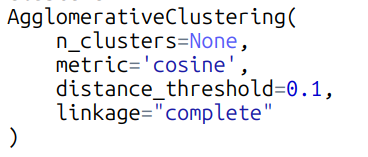 AgglomerativeClustering(
    n_clusters=None,
    metric='cosine',
    distance_threshold=0.1,
    linkage="complete"
)